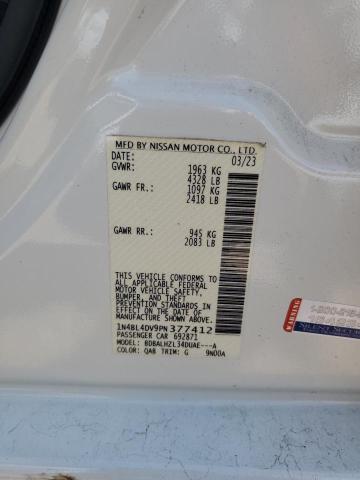 MFD BY NISSAN MOTOR CO., LTD.
DATE: 03/23
GVWR: 1963 KG
4328 LB
GAWR FR: 1097 KG
2418 LB
GAWR RR: 945 KG
2083 LB
THIS VEHICLE CONFORMS TO
ALL APPLICABLE FEDERAL
MOTOR VEHICLE SAFETY,
BUMPER, AND THEFT
PREVENTION STANDARDS IN
EFFECT ON THE DATE OF
MANUFACTURE SHOWN ABOVE.
1N4BL4DV9PN377412
PASSENGER CAR 692871
MODEL: BDBALHZL34DUAE---A
COLOR: QAB TRIM: G 9N00A